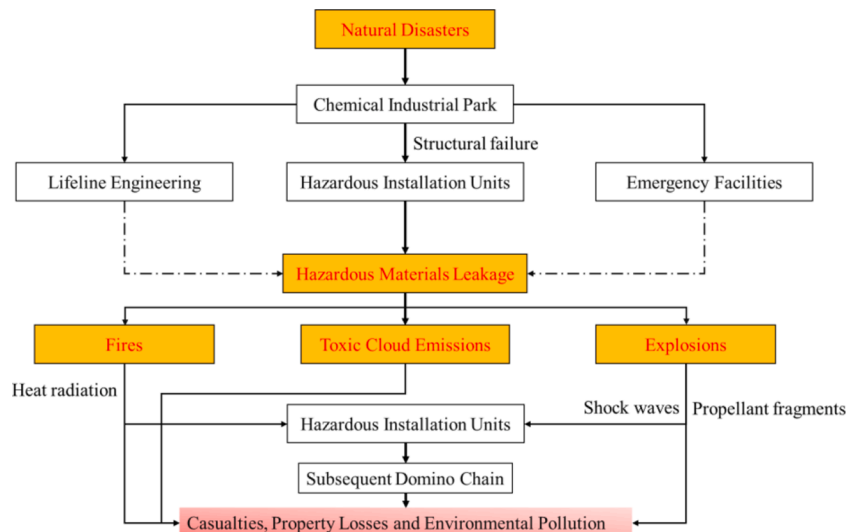 Natural Disasters
Chemical Industrial Park
Structural failure
Lifeline Engineering
Hazardous Installation Units
Emergency Facilities
Hazardous Materials Leakage
Fires
Toxic Cloud Emissions
Explosions
Heat radiation
Shock waves
Propellant fragments
Hazardous Installation Units
Subsequent Domino Chain
Casualties, Property Losses and Environmental Pollution